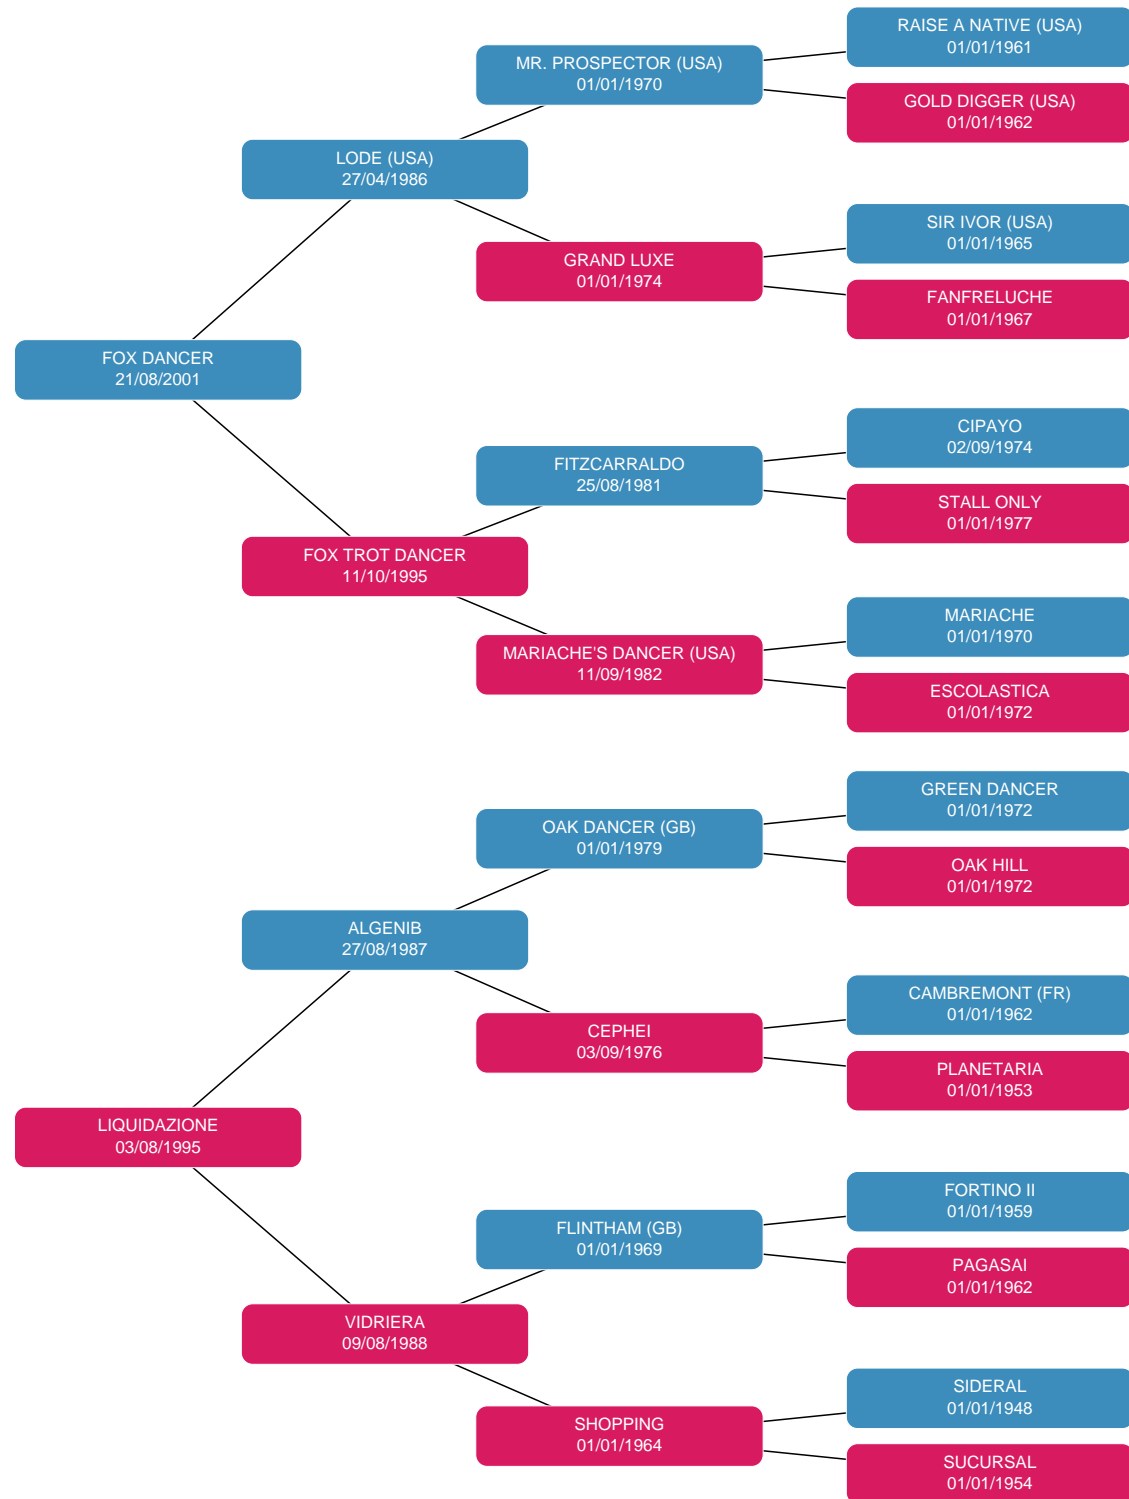 RAISE A NATIVE (USA)
01/01/1961
MR. PROSPECTOR (USA)
01/01/1970
GOLD DIGGER (USA)
01/01/1962
LODE (USA)
27/04/1986
SIR IVOR (USA)
01/01/1965
GRAND LUXE
01/01/1974
FANFRELUCHE
01/01/1967
FOX DANCER
21/08/2001
CIPAYO
02/09/1974
FITZCARRALDO
25/08/1981
STALL ONLY
01/01/1977
FOX TROT DANCER
11/10/1995
MARIACHE
01/01/1970
MARIACHE'S DANCER (USA)
11/09/1982
ESCOLASTICA
01/01/1972
GREEN DANCER
01/01/1972
OAK DANCER (GB)
01/01/1979
OAK HILL
01/01/1972
ALGENIB
27/08/1987
CAMBREMONT (FR)
01/01/1962
CEPHEI
03/09/1976
PLANETARIA
01/01/1953
LIQUIDAZIONE
03/08/1995
FORTINO II
01/01/1959
FLINTHAM (GB)
01/01/1969
PAGASAI
01/01/1962
VIDRIERA
09/08/1988
SIDERAL
01/01/1948
SHOPPING
01/01/1964
SUCURSAL
01/01/1954